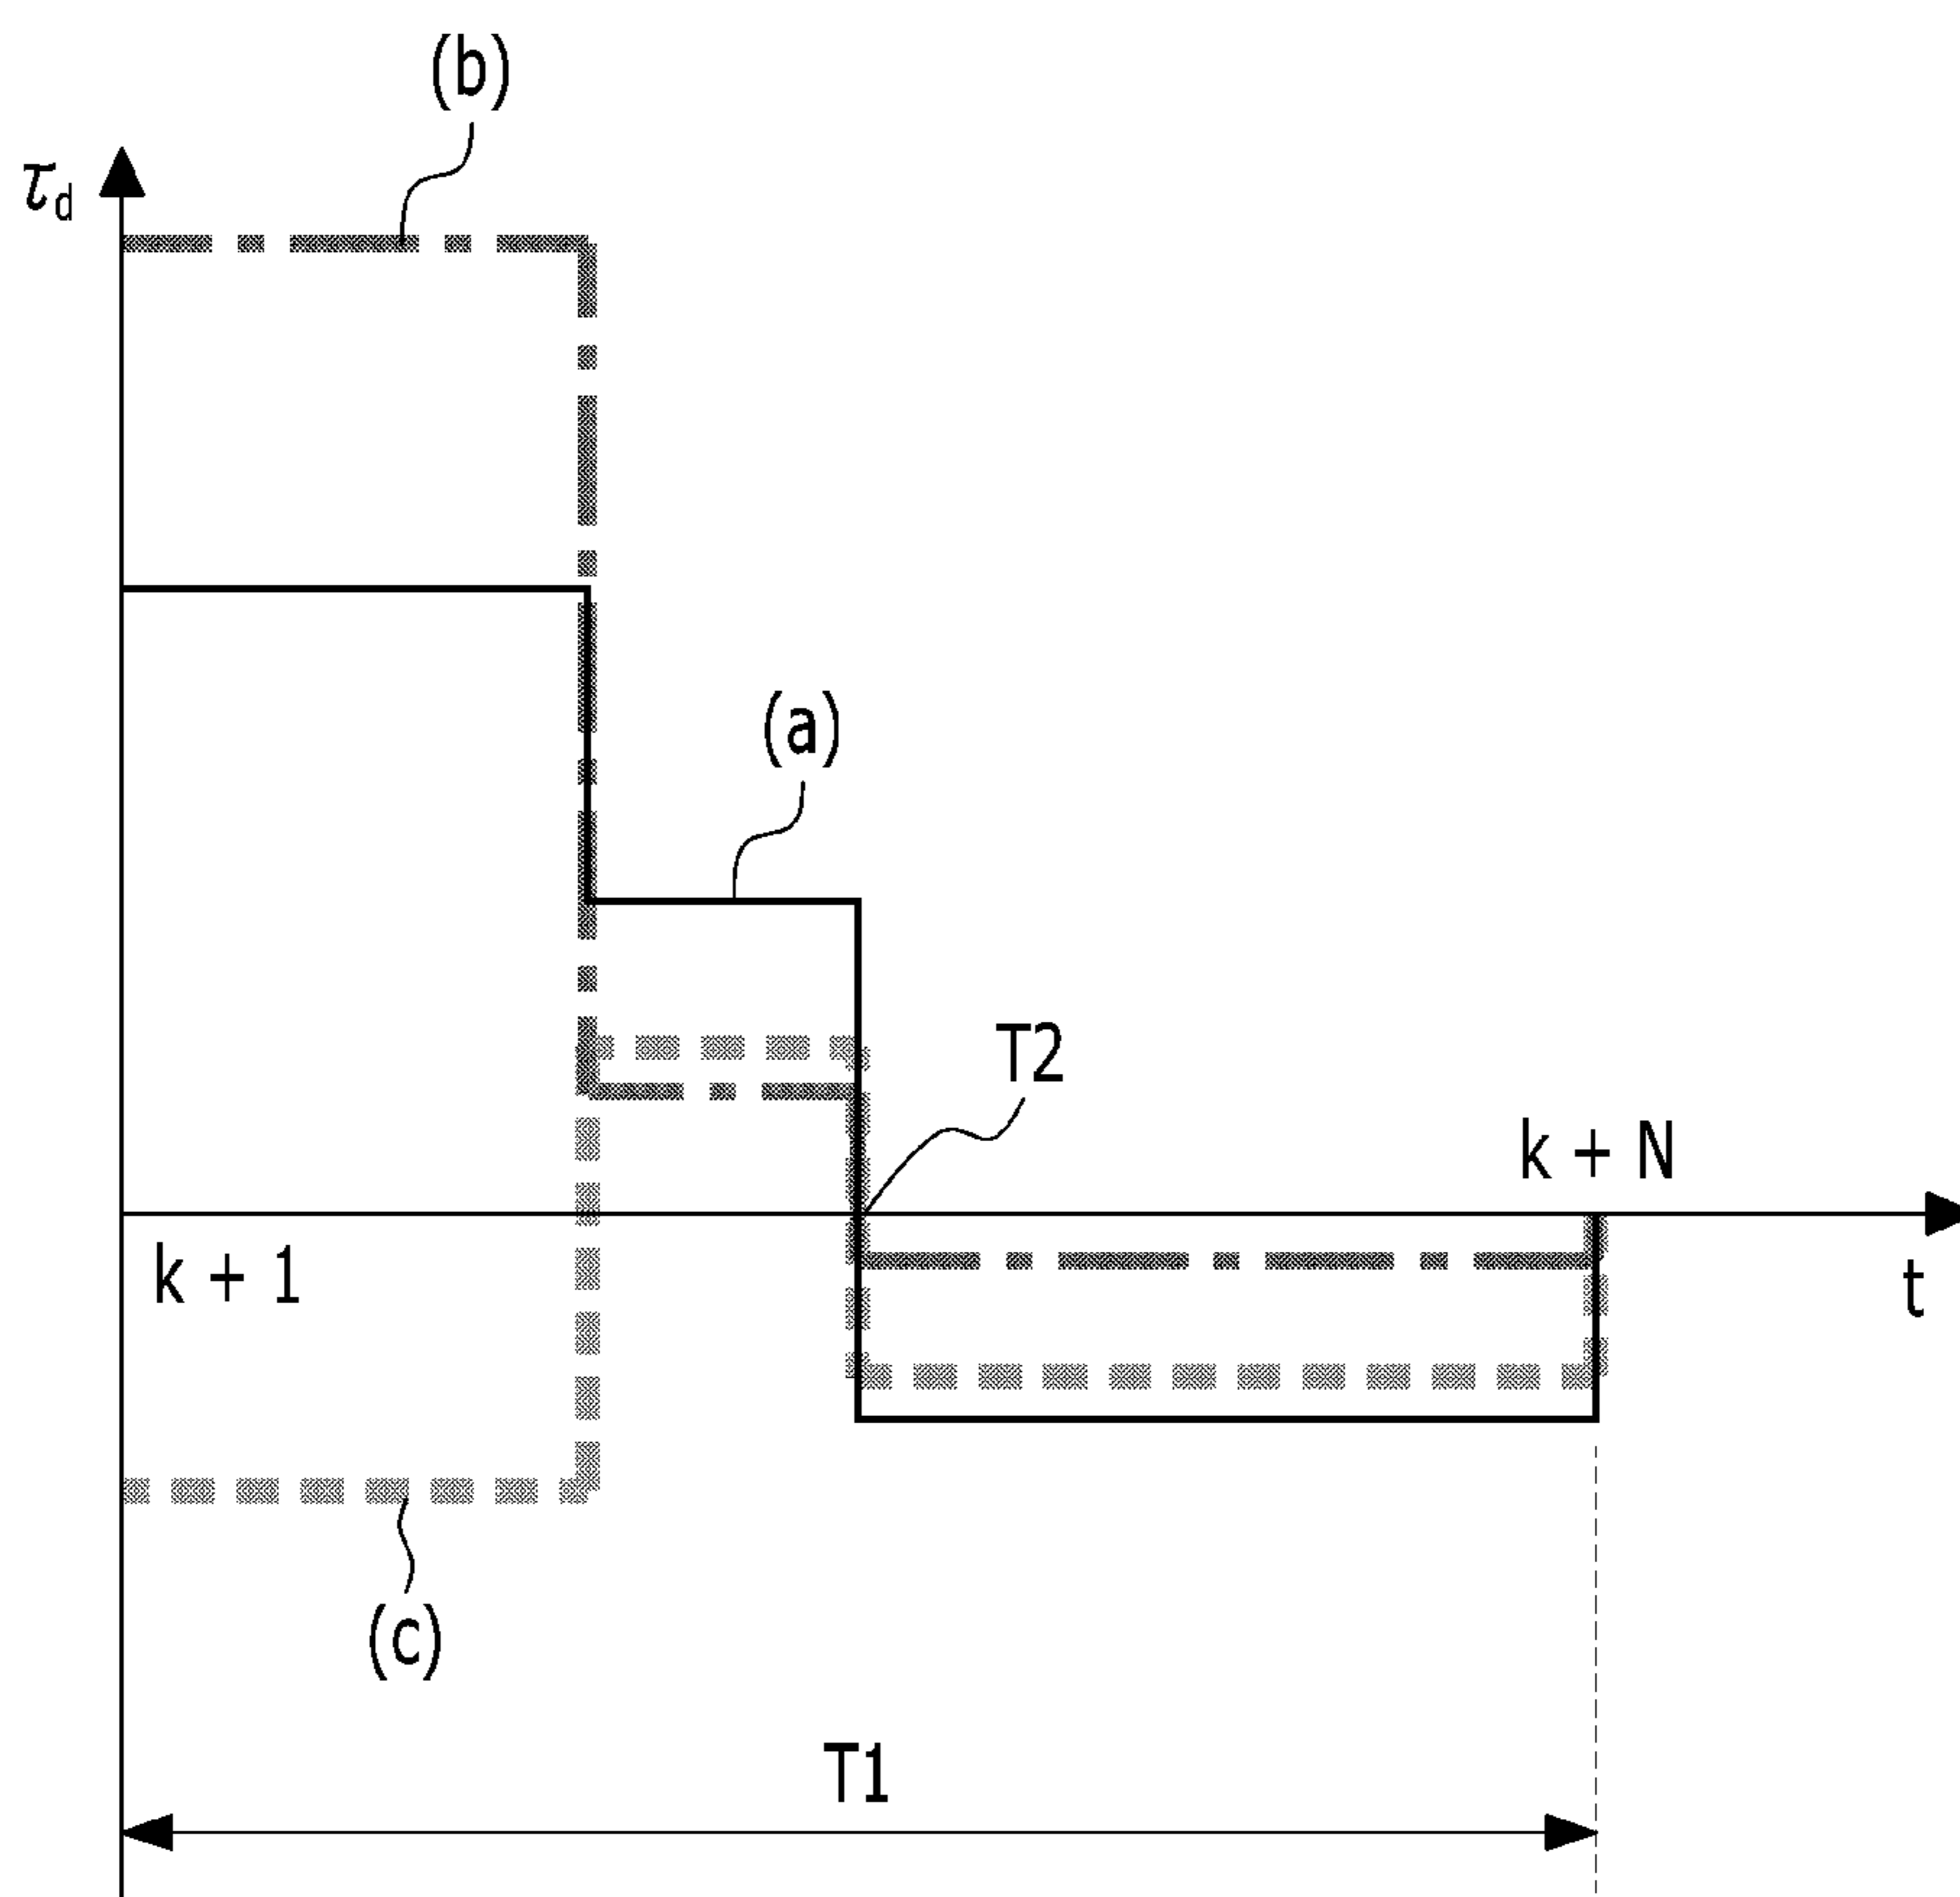 (b)
τd
(a)
T2
k + N
k + 1
t
(c)
T1